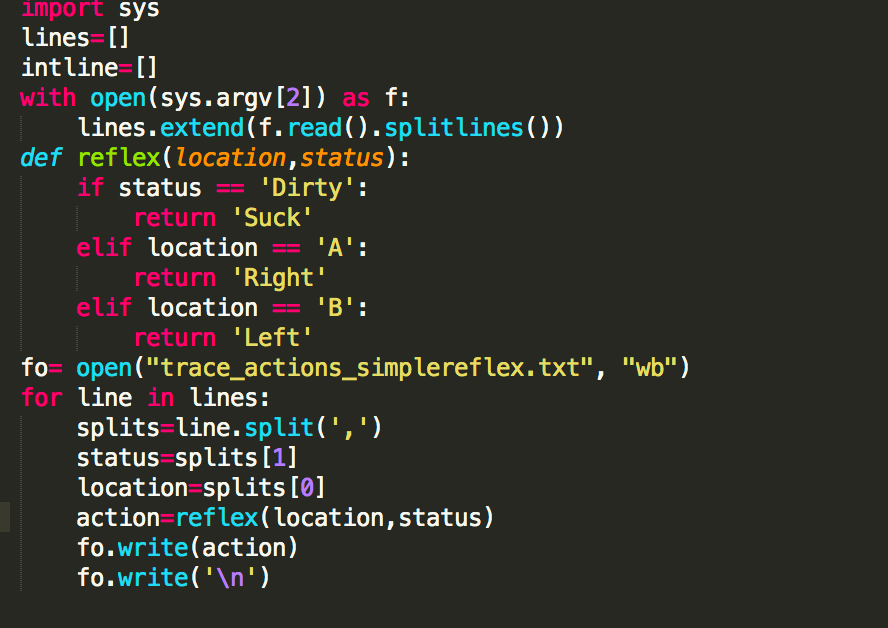 import sys
lines=[]
intline=[]
with open(sys.argv[2]) as f:
    lines.extend(f.read().splitlines())
def reflex(location,status):
    if status == 'Dirty':
        return 'Suck'
    elif location == 'A':
        return 'Right'
    elif location == 'B':
        return 'Left'
fo= open("trace_actions_simplereflex.txt", "wb")
for line in lines:
    splits=line.split(',')
    status=splits[1]
    location=splits[0]
    action=reflex(location,status)
    fo.write(action)
    fo.write('\n')